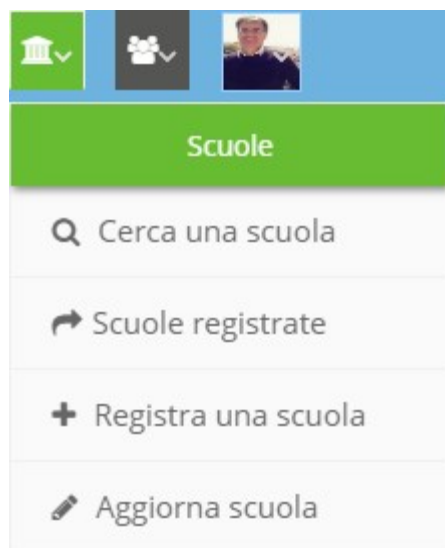 Scuole
Cerca una scuola
Scuole registrate
Registra una scuola
Aggiorna scuola